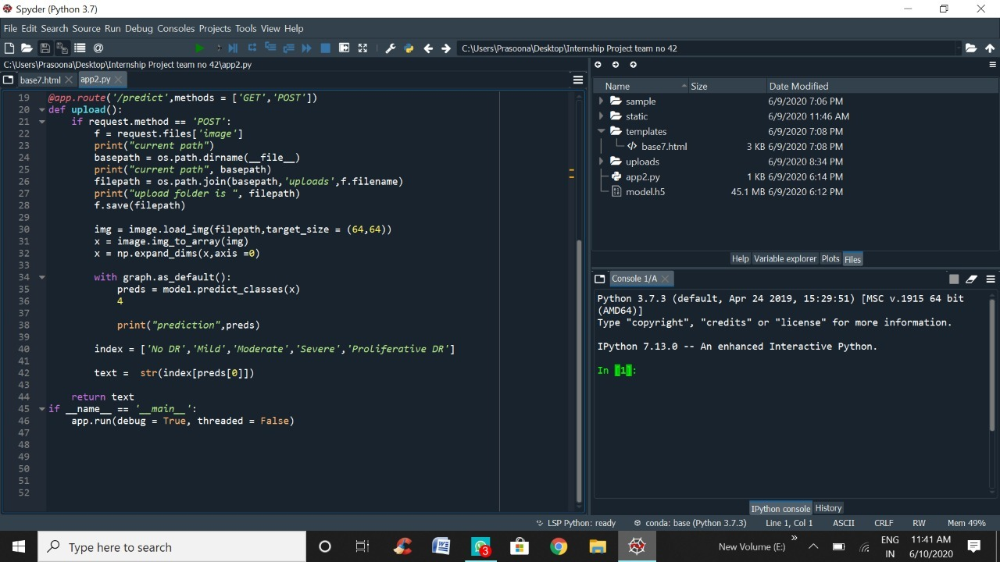 Spyder (Python 3.7)
File Edit Search Source Run Debug Consoles Projects Tools View Help
C:\Users\Prasoona\Desktop\Internship Project team no 42
C:\Users\Prasoona\Desktop\Internship Project team no 42\app2.py
base7.html
app2.py
19 @app.route('/predict',methods = ['GET','POST'])
20 def upload():
21 if request.method == 'POST':
22 f = request.files['image']
23 print("current path")
24 basepath = os.path.dirname(__file__)
25 print("current path", basepath)
26 filepath = os.path.join(basepath,'uploads',f.filename)
27 print("upload folder is ", filepath)
28 f.save(filepath)
29
30 img = image.load_img(filepath,target_size = (64,64))
31 x = image.img_to_array(img)
32 x = np.expand_dims(x,axis =0)
33
34 with graph.as_default():
35 preds = model.predict_classes(x)
36 4
37
38 print("prediction",preds)
39
40 index = ['No DR','Mild','Moderate','Severe','Proliferative DR']
41
42 text =  str(index[preds[0]])
43
44 return text
45 if __name__ == '__main__':
46 app.run(debug = True, threaded = False)
47
48
49
50
51
52
Name Size Date Modified
sample 6/9/2020 7:06 PM
static 6/9/2020 11:46 AM
templates 6/9/2020 7:08 PM
base7.html 3 KB 6/9/2020 7:08 PM
uploads 6/9/2020 8:34 PM
app2.py 1 KB 6/9/2020 6:14 PM
model.h5 45.1 MB 6/9/2020 6:12 PM
Help Variable explorer Plots Files
Console 1/A
Python 3.7.3 (default, Apr 24 2019, 15:29:51) [MSC v.1915 64 bit
(AMD64)]
Type "copyright", "credits" or "license" for more information.
IPython 7.13.0 -- An enhanced Interactive Python.
In [1]:
IPython console History
LSP Python: ready conda: base (Python 3.7.3) Line 1, Col 1 ASCII CRLF RW Mem 49%
Type here to search
3
New Volume (E:)
ENG
IN
11:41 AM
6/10/2020